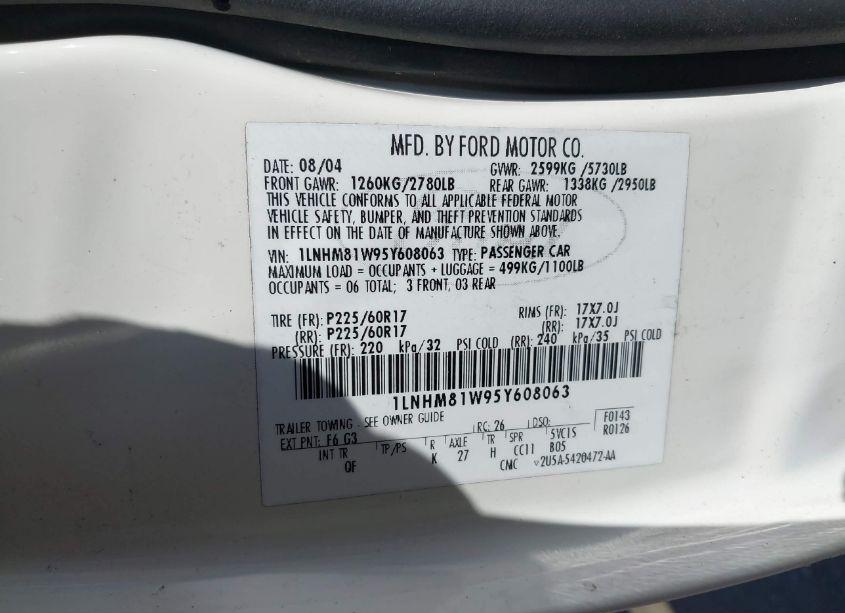 MFD. BY FORD MOTOR CO.
DATE: 08/04 GVWR: 2599KG/5730LB
FRONT GAWR: 1260KG/2780LB REAR GAWR: 1338KG/2950LB
THIS VEHICLE CONFORMS TO ALL APPLICABLE FEDERAL MOTOR
VEHICLE SAFETY, BUMPER, AND THEFT PREVENTION STANDARDS
IN EFFECT ON THE DATE OF MANUFACTURE SHOWN ABOVE.
VIN: 1LNHM81W95Y608063 TYPE: PASSENGER CAR
MAXIMUM LOAD = OCCUPANTS + LUGGAGE = 499KG/1100LB
OCCUPANTS = 06 TOTAL; 3 FRONT, 03 REAR
TIRE (FR): P225/60R17 RIMS (FR): 17X7.0J
(RR): P225/60R17 (RR): 17X7.0J
PRESSURE (FR): 220 kPa/32 PSI COLD (RR): 240 kPa/35 PSI COLD
1LNHM81W95Y608063
TRAILER TOWING - SEE OWNER GUIDE RC: 26 DSO: F0143
EXT PNT: F6 G3 TP/PS R AXLE TR SPR 5VC15 R0126
INT TR K 27 H CC11 B05
OF CMC v2U5A-5420472-AA